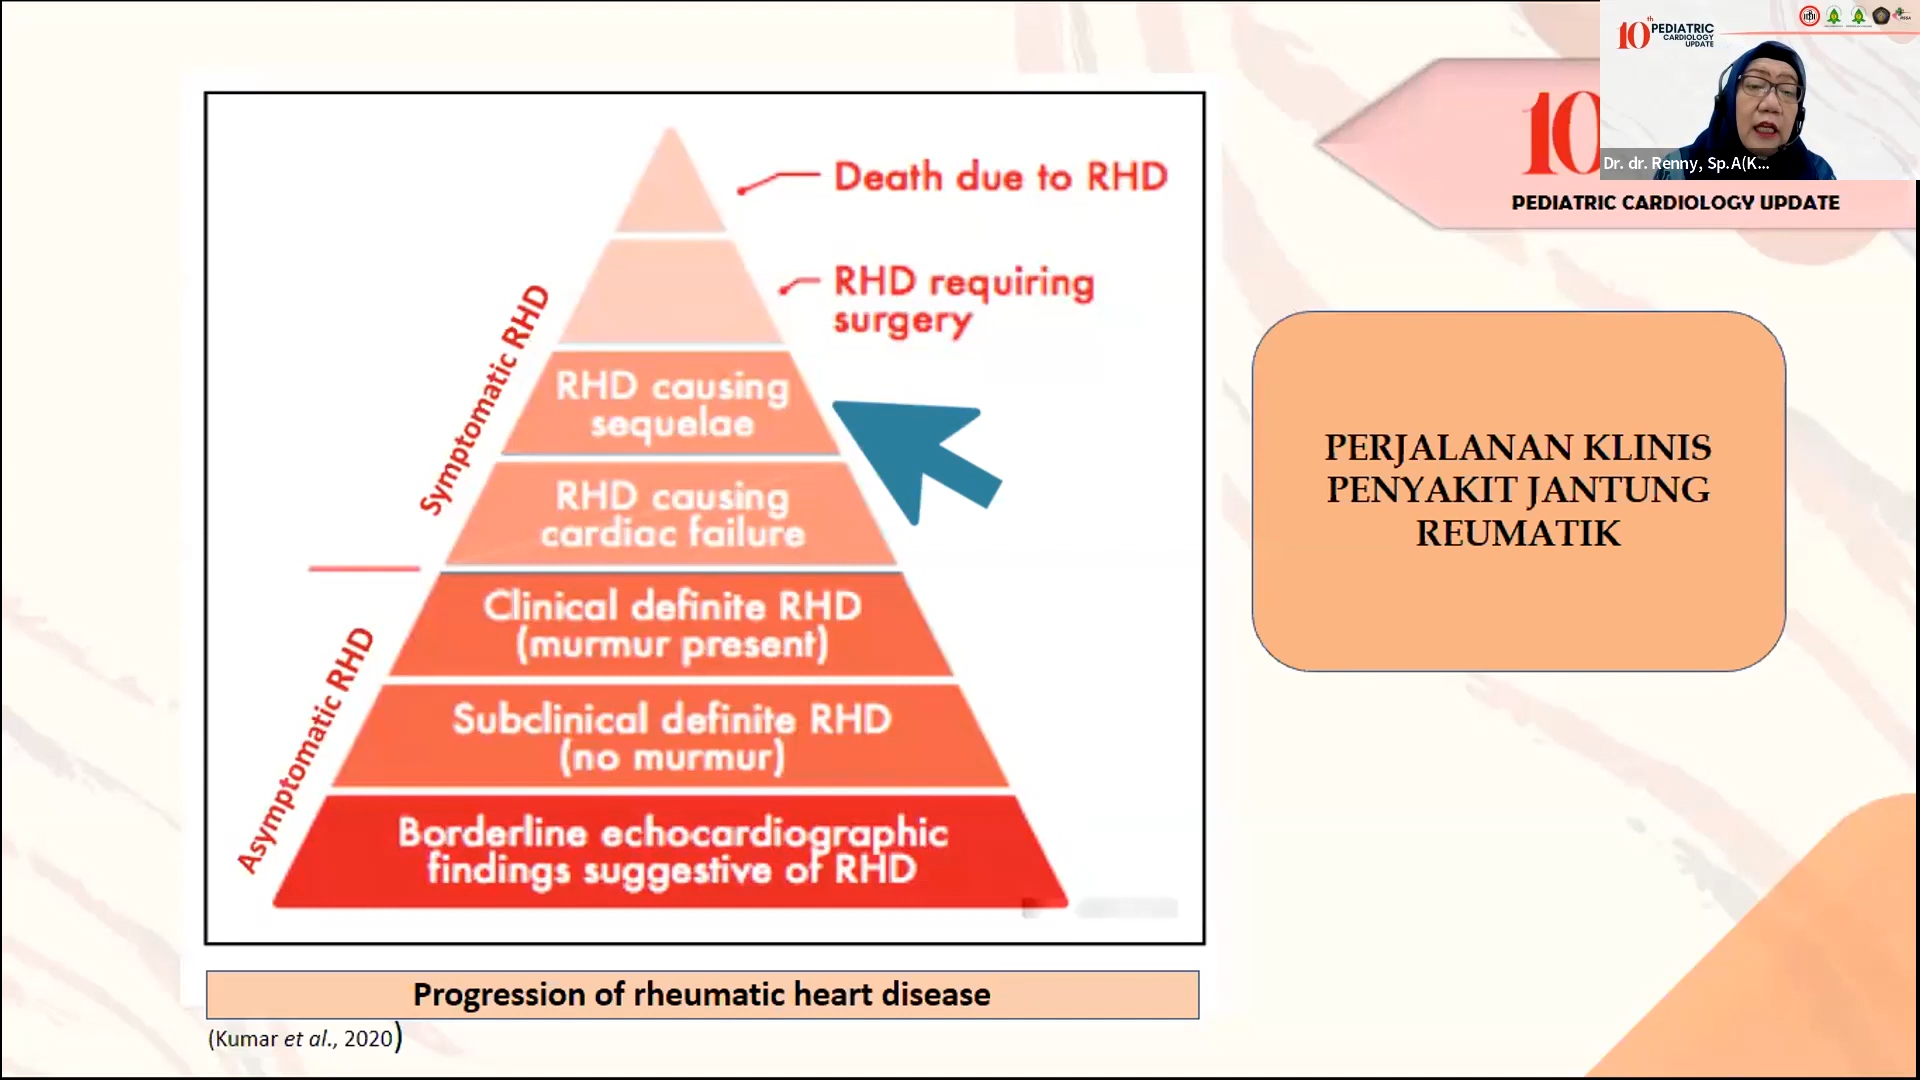 10th PEDIATRIC
CARDIOLOGY
UPDATE
Dr. dr. Renny, Sp.A(K...
10
PEDIATRIC CARDIOLOGY UPDATE
Death due to RHD
RHD requiring
surgery
Symptomatic RHD
RHD causing
sequelae
RHD causing
cardiac failure
Asymptomatic RHD
Clinical definite RHD
(murmur present)
Subclinical definite RHD
(no murmur)
Borderline echocardiographic
findings suggestive of RHD
PERJALANAN KLINIS
PENYAKIT JANTUNG
REUMATIK
Progression of rheumatic heart disease
(Kumar et al., 2020)